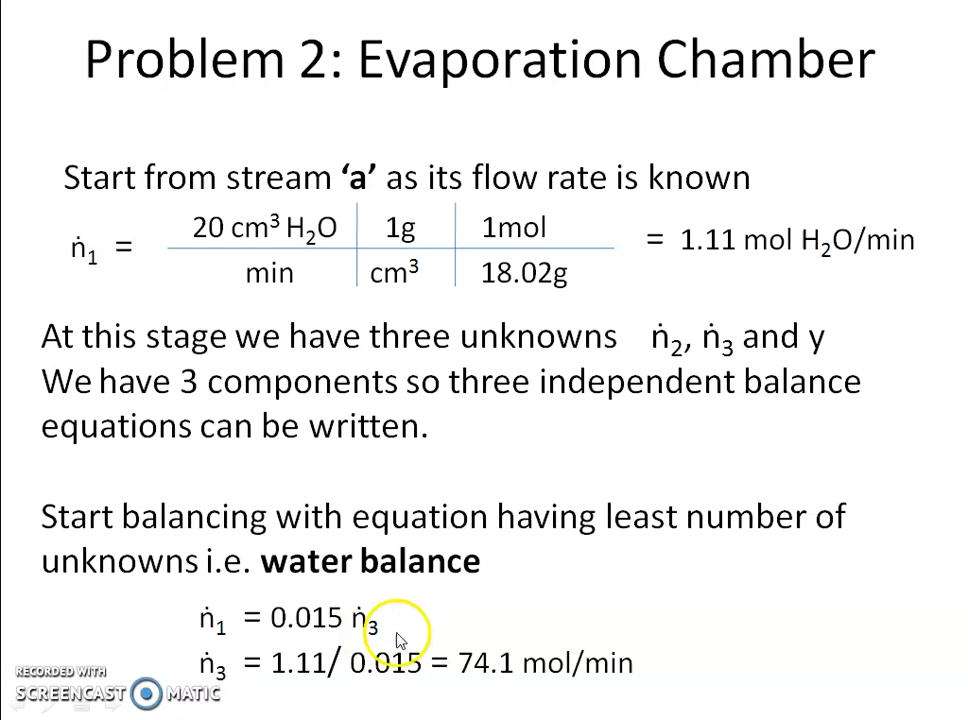 Problem 2: Evaporation Chamber
Start from stream ‘a’ as its flow rate is known
ṅ₁ = 20 cm³ H₂O | 1g | 1mol = 1.11 mol H₂O/min
min | cm³ | 18.02g
At this stage we have three unknowns ṅ₂, ṅ₃ and y
We have 3 components so three independent balance
equations can be written.
Start balancing with equation having least number of
unknowns i.e. water balance
ṅ₁ = 0.015 ṅ₃
ṅ₃ = 1.11/ 0.015 = 74.1 mol/min
RECORDED WITH
SCREENCAST MATIC